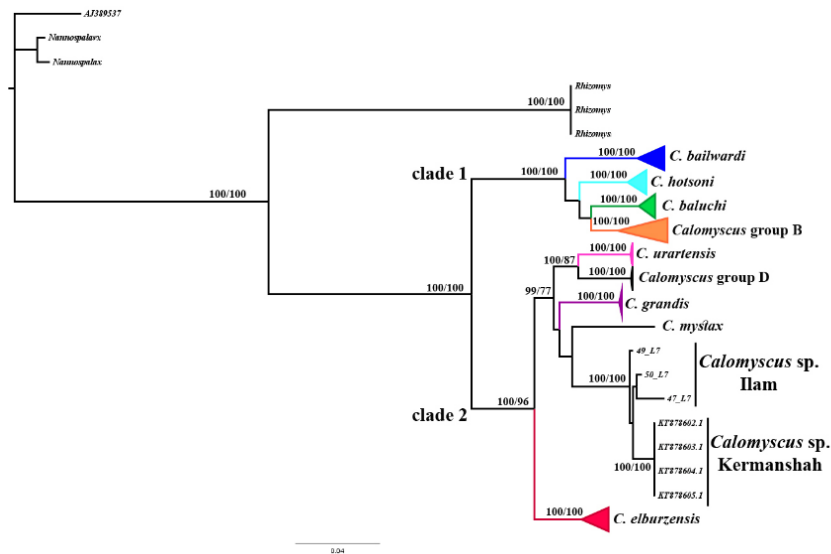 AJ389537
Nannospalavx
Nannospalax
Rhizomys
100/100
Rhizomys
Rhizomys
100/100
C. bailwardi
clade 1
100/100
100/100
C. hotsoni
100/100
C. baluchi
100/100
100/100
Calomyscus group B
100/100
C. urartensis
100/87
100/100
Calomyscus group D
100/100
99/77
100/100
C. grandis
C. mystax
49_L7
Calomyscus sp.
Ilam
50_L7
100/100
47_L7
100/96
clade 2
KT878602.1
Calomyscus sp.
Kermanshah
KT878603.1
100/100
KT878604.1
KT878605.1
100/100
C. elburzensis
0.04